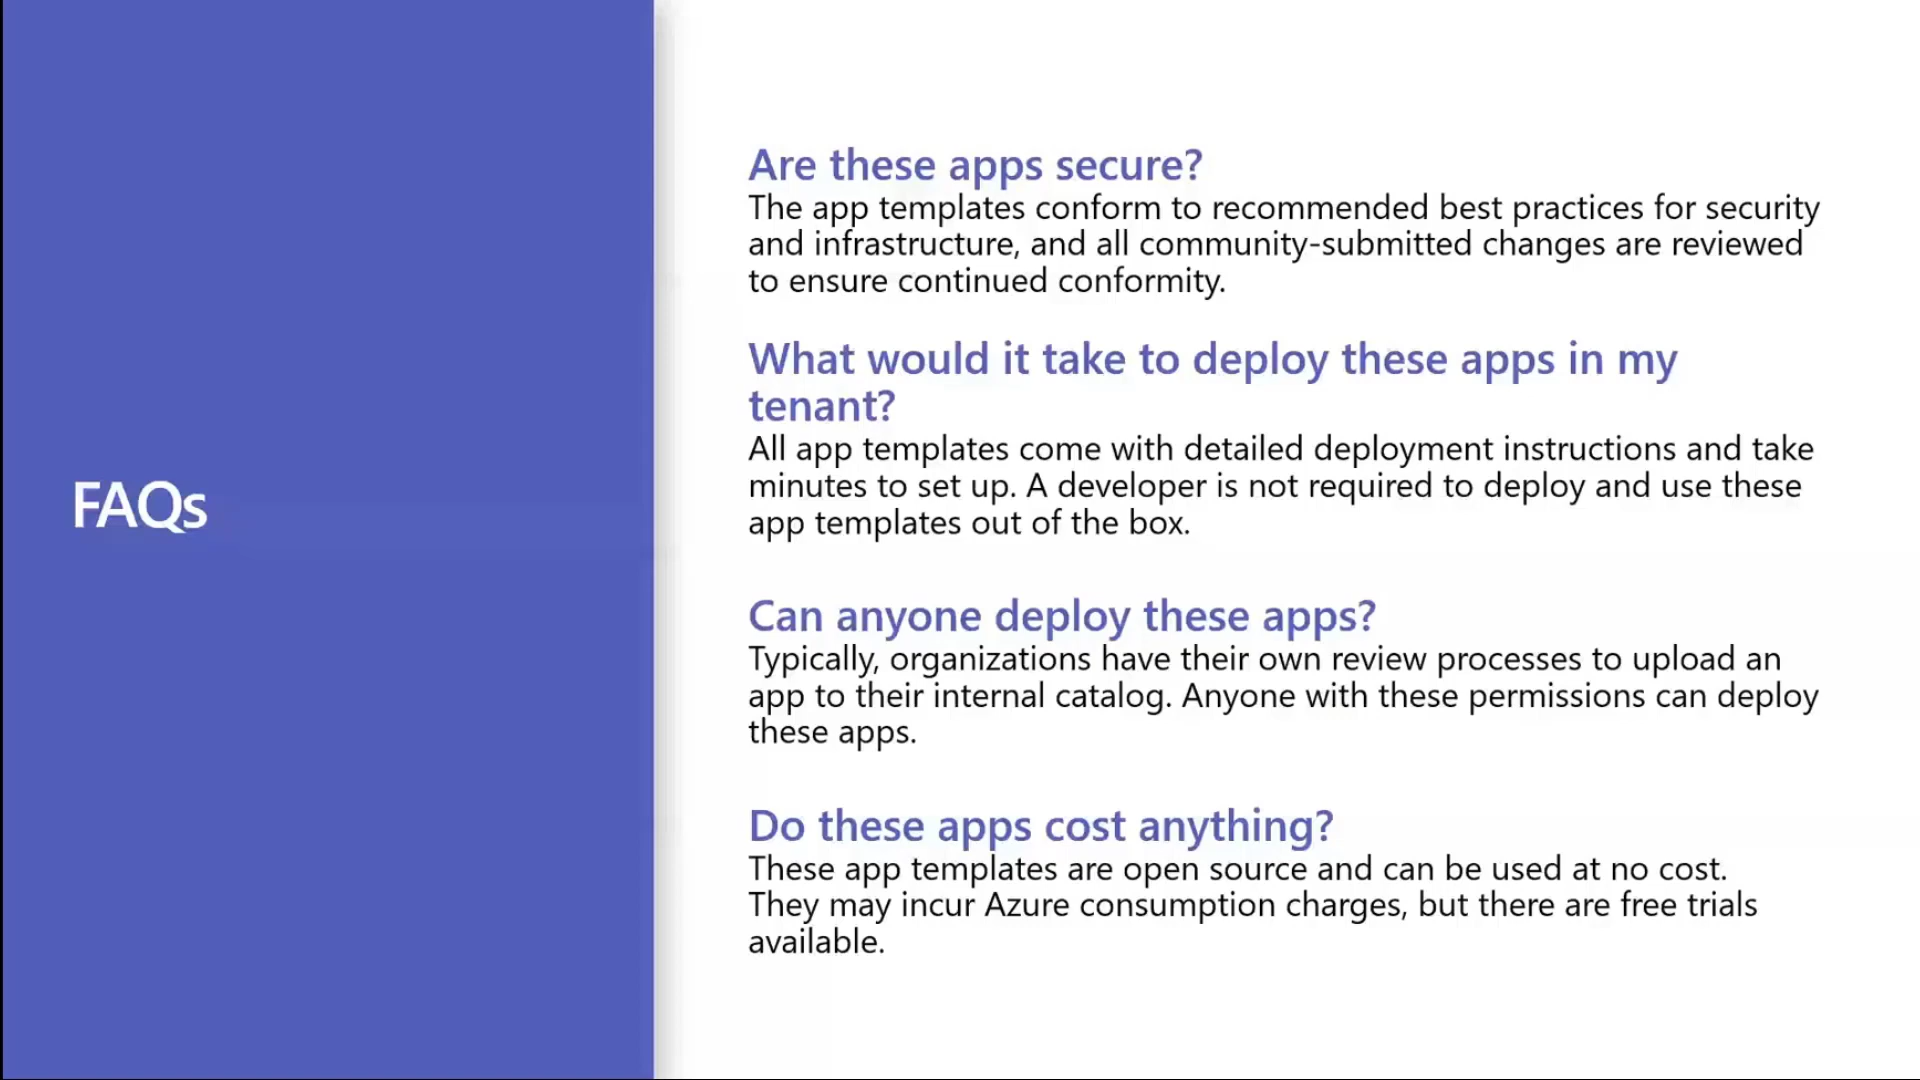 FAQs
Are these apps secure?
The app templates conform to recommended best practices for security
and infrastructure, and all community-submitted changes are reviewed
to ensure continued conformity.
What would it take to deploy these apps in my
tenant?
All app templates come with detailed deployment instructions and take
minutes to set up. A developer is not required to deploy and use these
app templates out of the box.
Can anyone deploy these apps?
Typically, organizations have their own review processes to upload an
app to their internal catalog. Anyone with these permissions can deploy
these apps.
Do these apps cost anything?
These app templates are open source and can be used at no cost.
They may incur Azure consumption charges, but there are free trials
available.